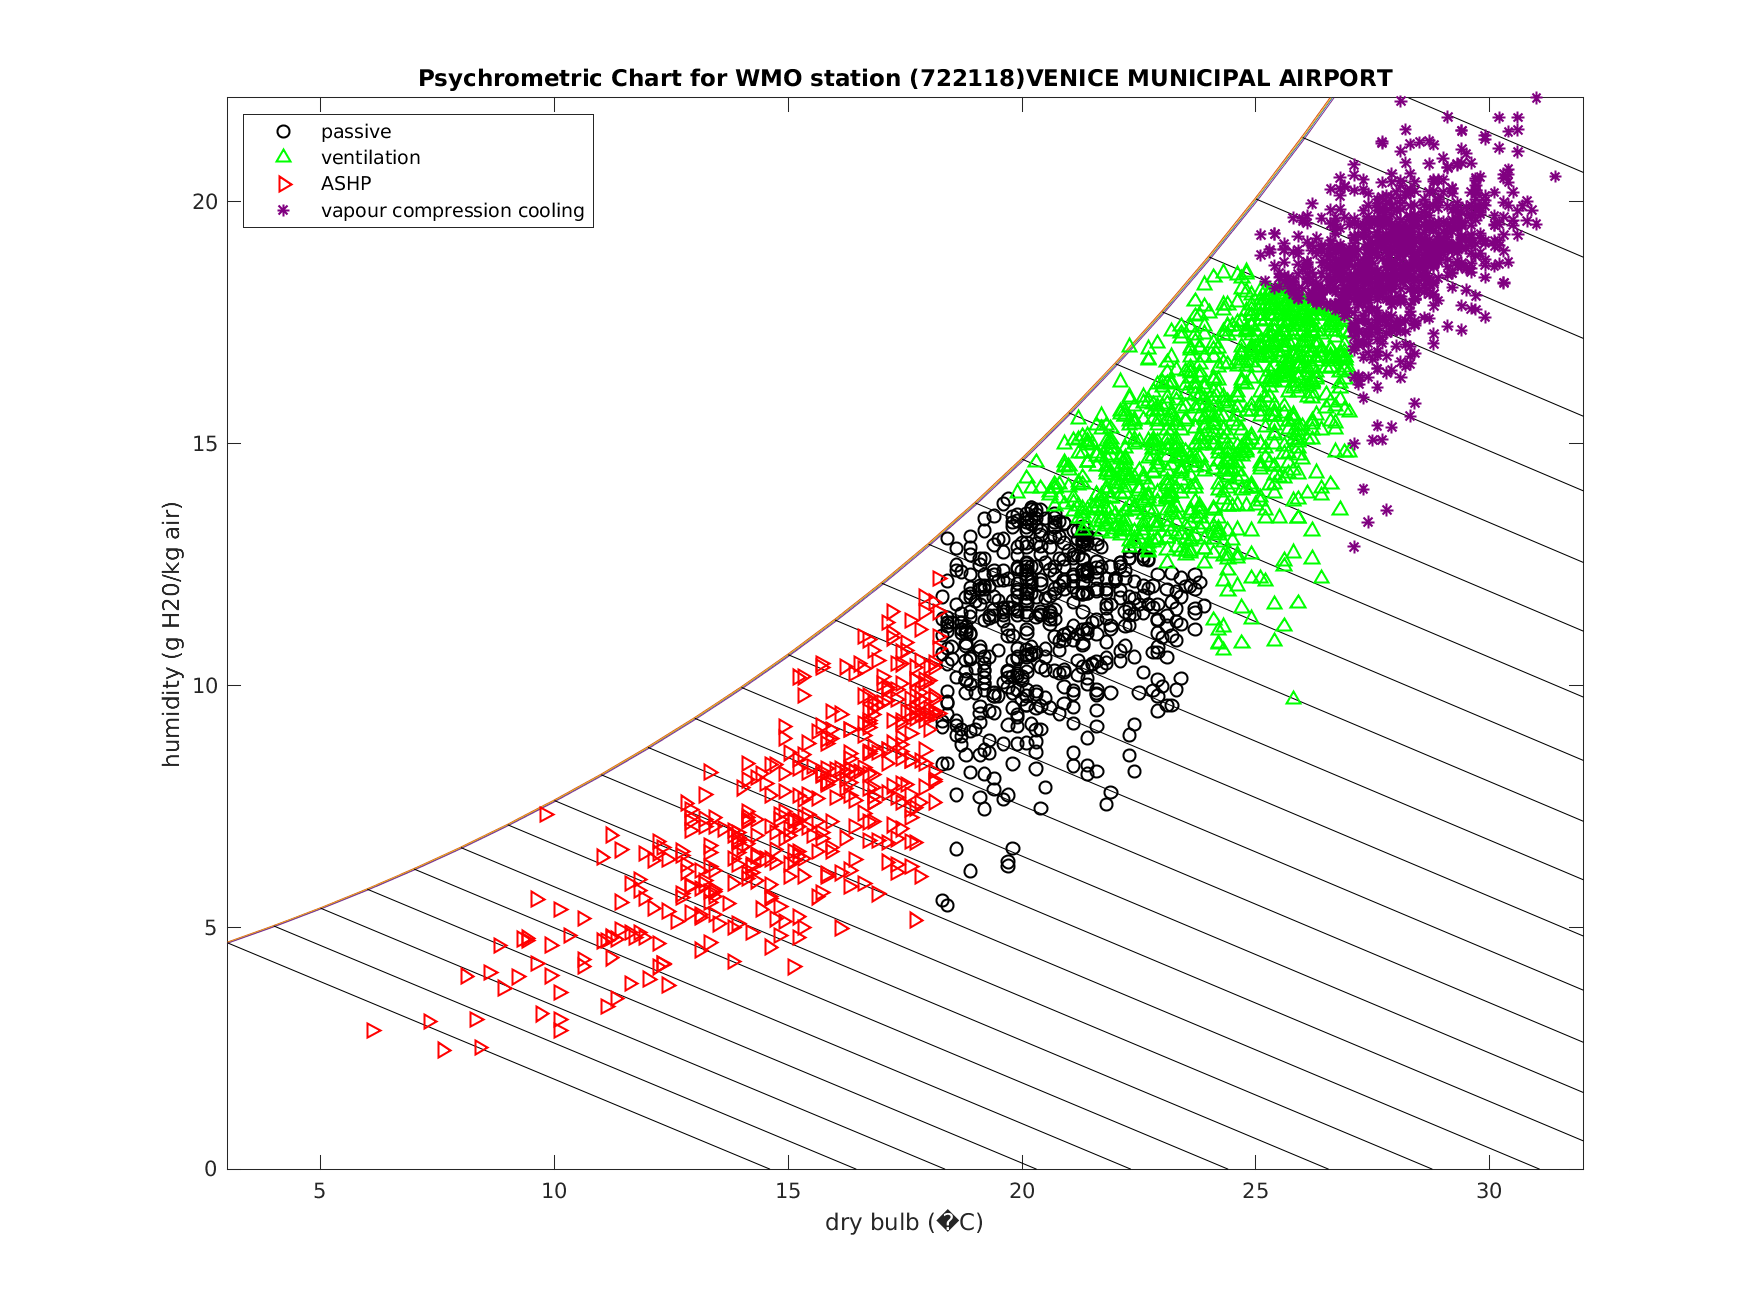 Psychrometric Chart for WMO station (722118)VENICE MUNICIPAL AIRPORT
passive
ventilation
ASHP
vapour compression cooling
humidity (g H20/kg air)
20
15
10
5
0
5 10 15 20 25 30
dry bulb (�C)